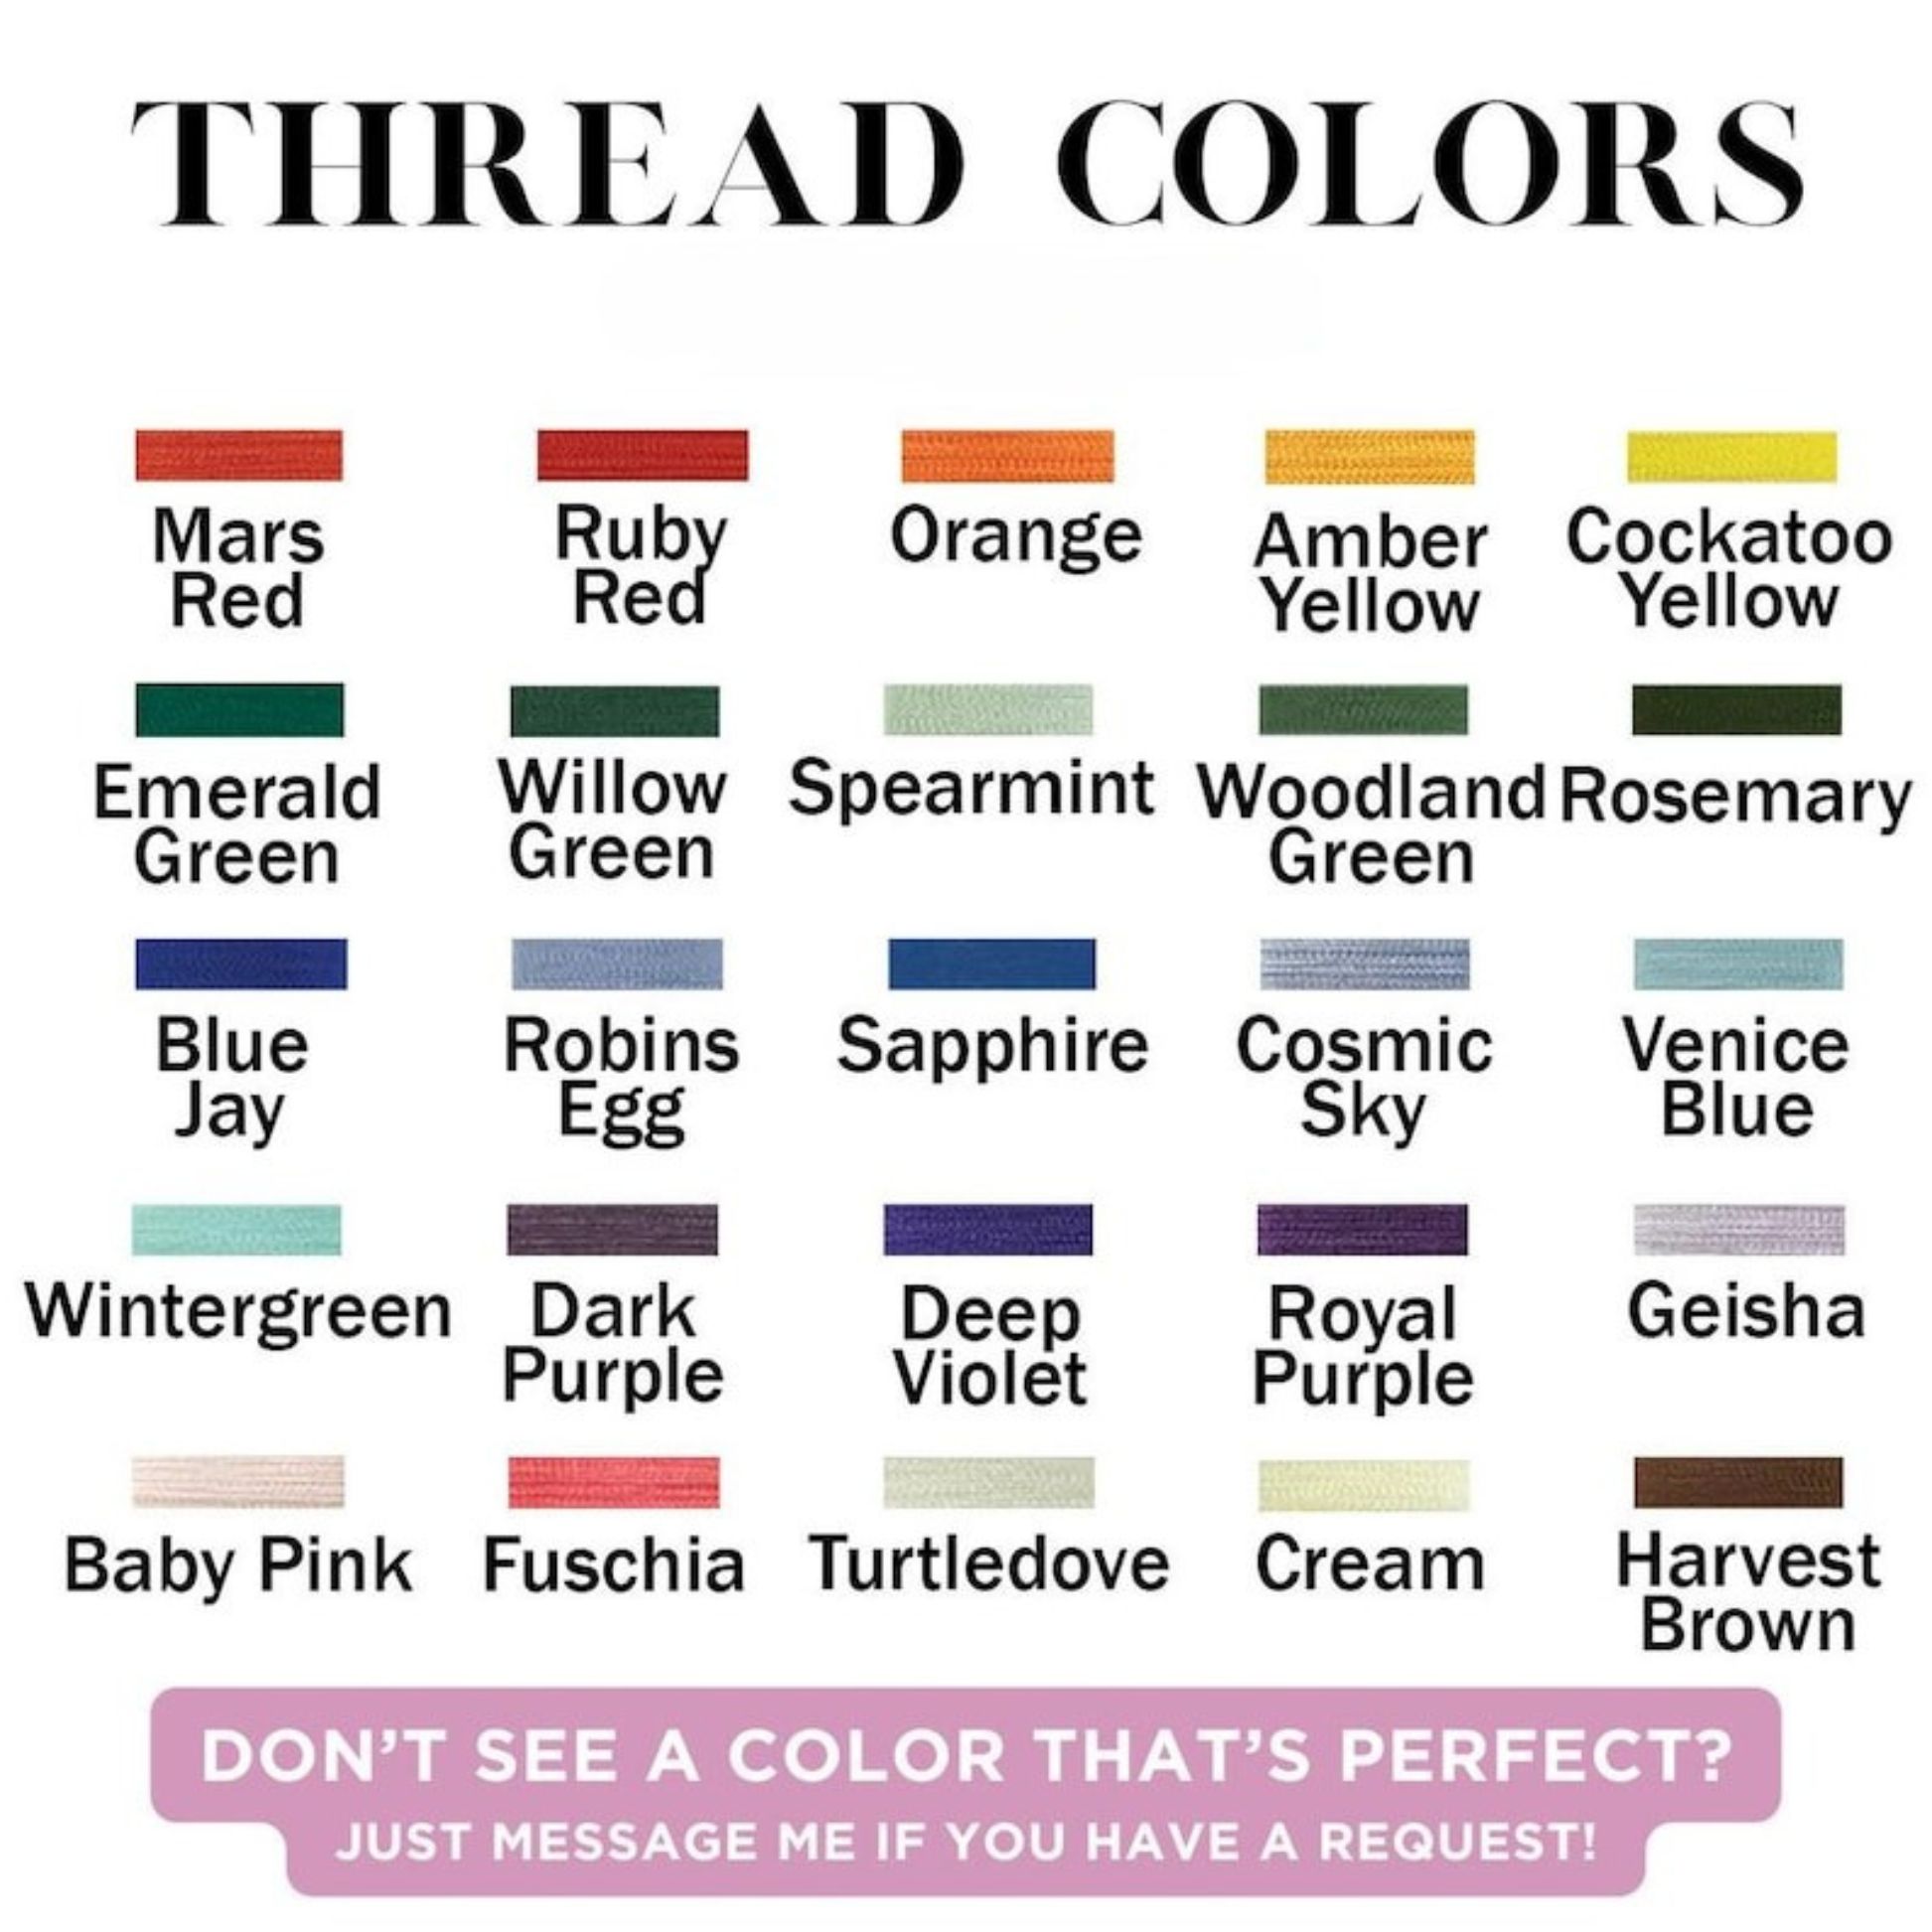 THREAD COLORS
Mars
Red
Ruby
Red
Orange
Amber
Yellow
Cockatoo
Yellow
Emerald
Green
Willow
Green
Spearmint
Woodland
Green
Rosemary
Blue
Jay
Robins
Egg
Sapphire
Cosmic
Sky
Venice
Blue
Wintergreen
Dark
Purple
Deep
Violet
Royal
Purple
Geisha
Baby Pink
Fuschia
Turtledove
Cream
Harvest
Brown
DON'T SEE A COLOR THAT'S PERFECT?
JUST MESSAGE ME IF YOU HAVE A REQUEST!